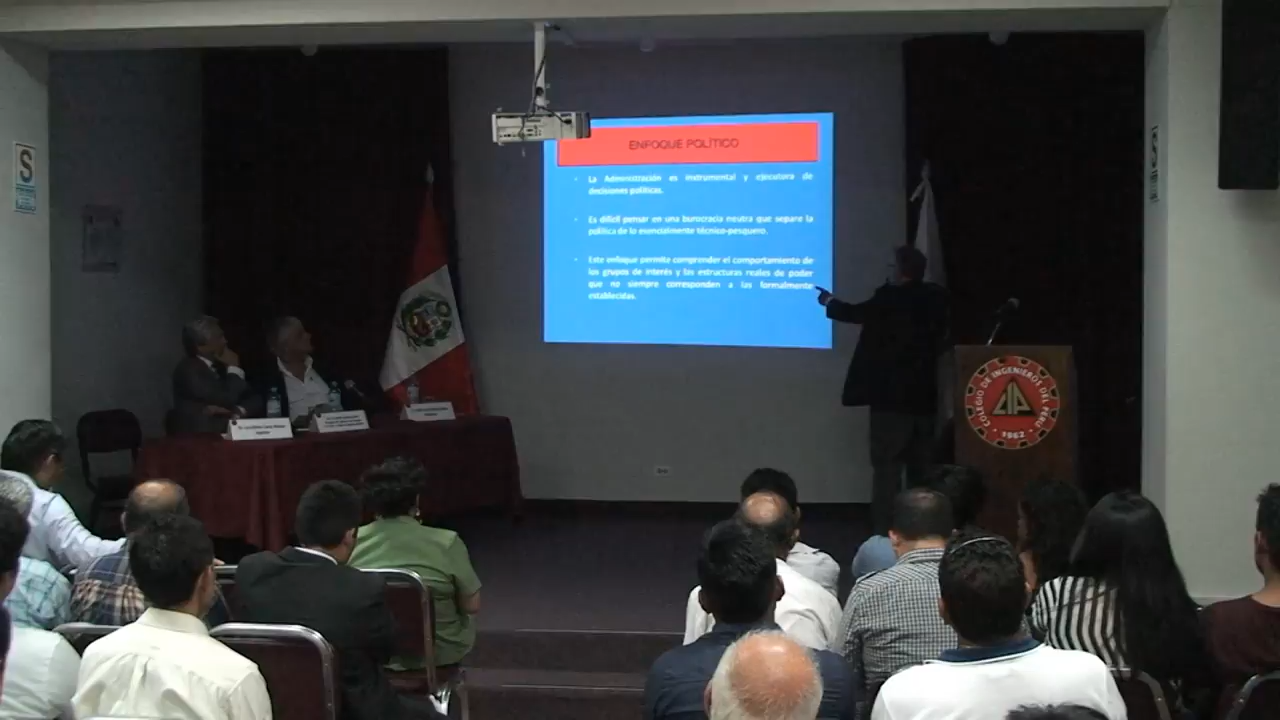 ENFOQUE POLÍTICO
La Administración es instrumental y ejecutora de
decisiones políticas.
Es difícil pensar en una burocracia neutra que separe la
política de lo esencialmente técnico-pesquero.
Este enfoque permite comprender el comportamiento de
los grupos de interés y las estructuras reales de poder
que no siempre corresponden a las formalmente
establecidas.
S
COLEGIO DE INGENIEROS DEL PERU
CIP
1962